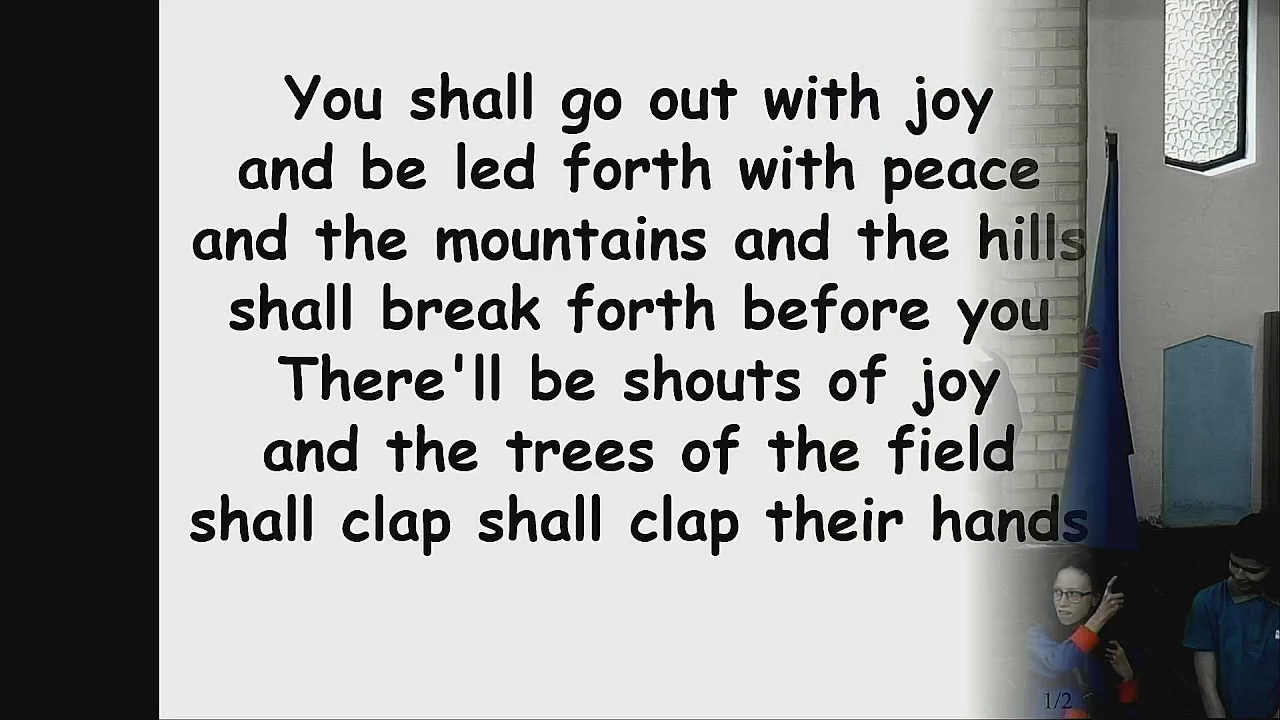 You shall go out with joy
and be led forth with peace
and the mountains and the hills
shall break forth before you
There'll be shouts of joy
and the trees of the field
shall clap shall clap their hands
1/2